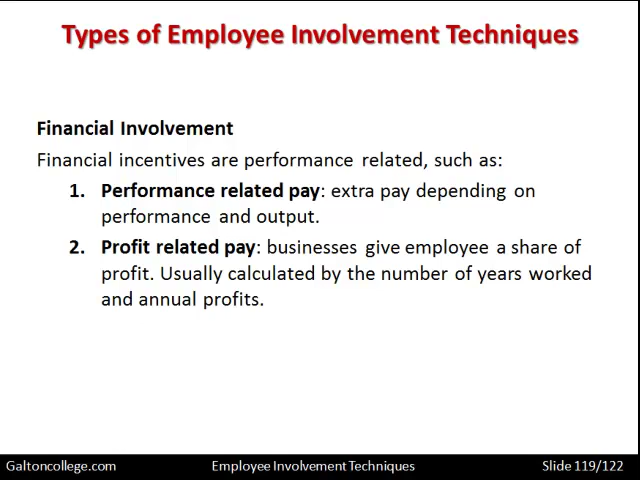 Types of Employee Involvement Techniques
Financial Involvement
Financial incentives are performance related, such as:
1. Performance related pay: extra pay depending on
performance and output.
2. Profit related pay: businesses give employee a share of
profit. Usually calculated by the number of years worked
and annual profits.
Galtoncollege.com Employee Involvement Techniques Slide 119/122